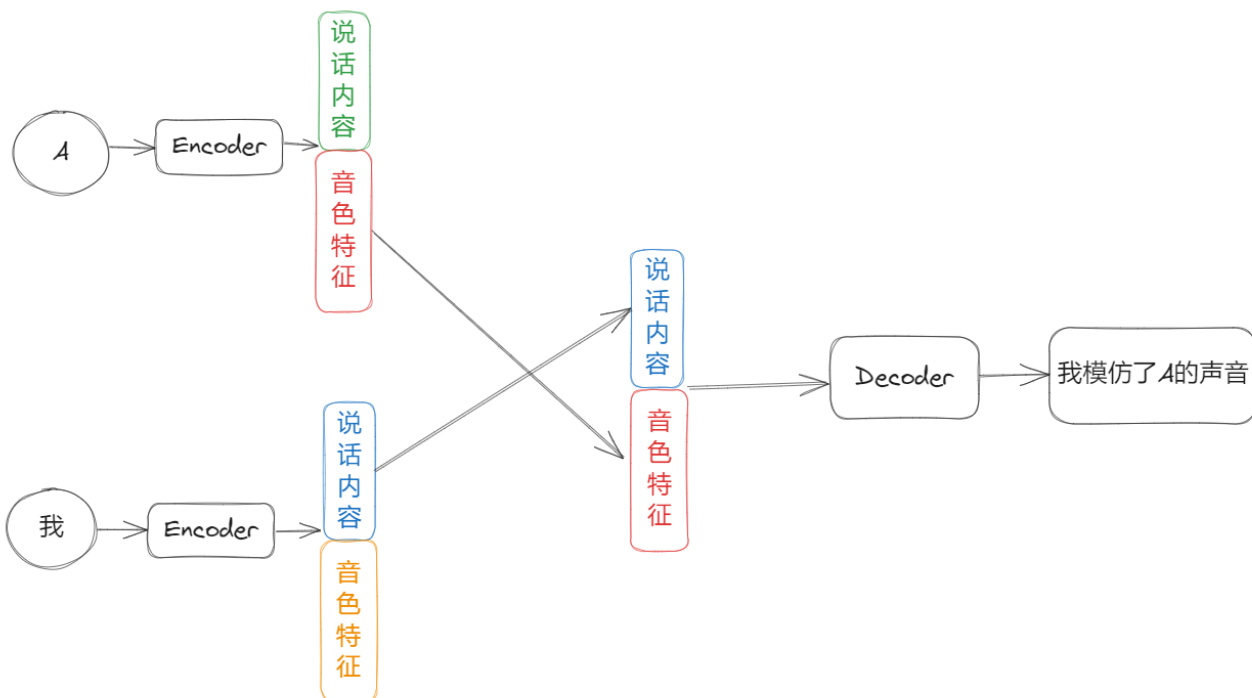 A
Encoder
说话内容
音色特征
我
Encoder
说话内容
音色特征
说话内容
音色特征
Decoder
我模仿了A的声音